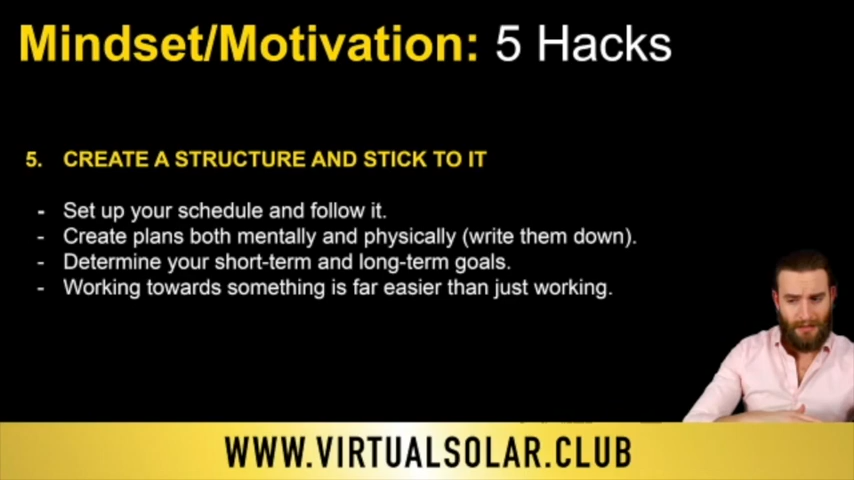 Mindset/Motivation: 5 Hacks
5. CREATE A STRUCTURE AND STICK TO IT
- Set up your schedule and follow it.
- Create plans both mentally and physically (write them down).
- Determine your short-term and long-term goals.
- Working towards something is far easier than just working.
WWW.VIRTUALSOLAR.CLUB